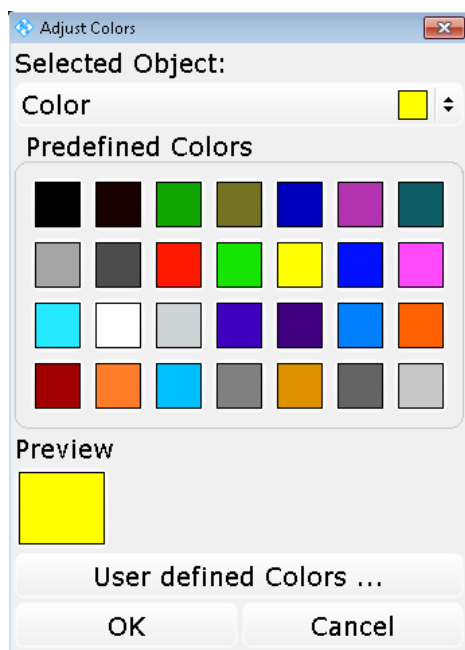 Adjust Colors
Selected Object:
Color
Predefined Colors
Preview
User defined Colors ...
OK Cancel